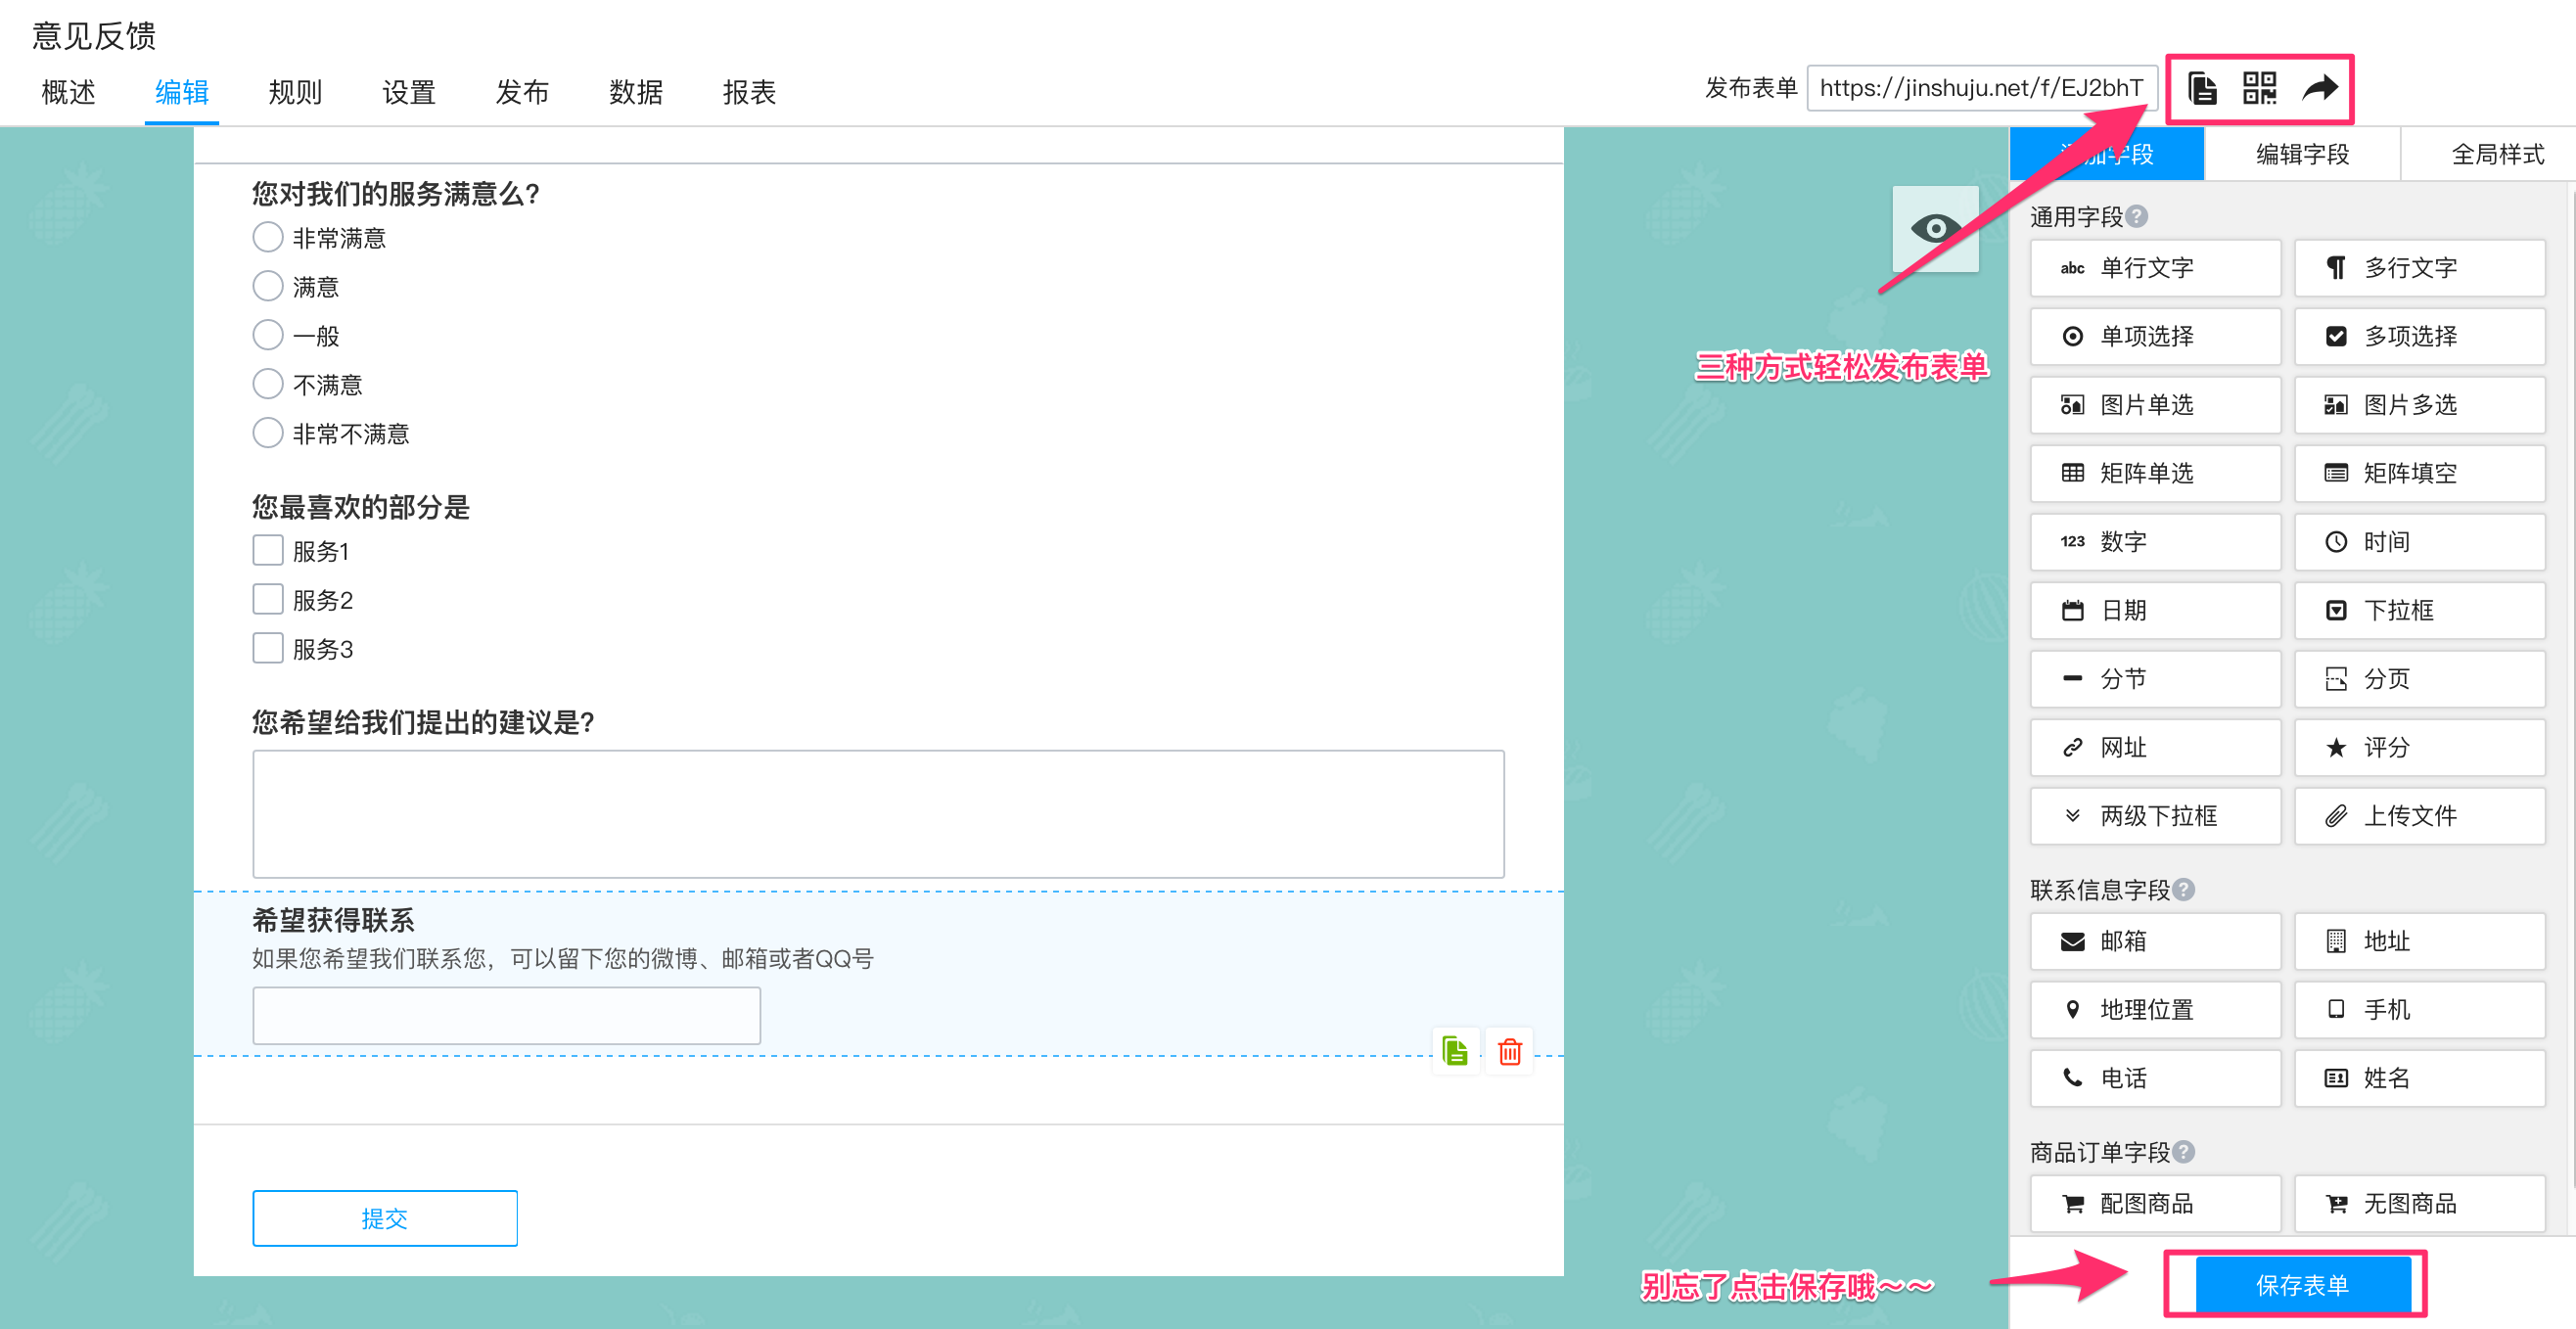 意见反馈
概述 编辑 规则 设置 发布 数据 报表
发布表单 https://jinshuju.net/f/EJ2bhT
您对我们的服务满意么?
非常满意
满意
一般
不满意
非常不满意
您最喜欢的部分是
服务1
服务2
服务3
您希望给我们提出的建议是?
希望获得联系
如果您希望我们联系您，可以留下您的微博、邮箱或者QQ号
提交
三种方式轻松发布表单
别忘了点击保存哦～～
加字段 编辑字段 全局样式
通用字段?
abc 单行文字 多行文字
单项选择 多项选择
图片单选 图片多选
矩阵单选 矩阵填空
123 数字 时间
日期 下拉框
分节 分页
网址 评分
两级下拉框 上传文件
联系信息字段?
邮箱 地址
地理位置 手机
电话 姓名
商品订单字段?
配图商品 无图商品
保存表单